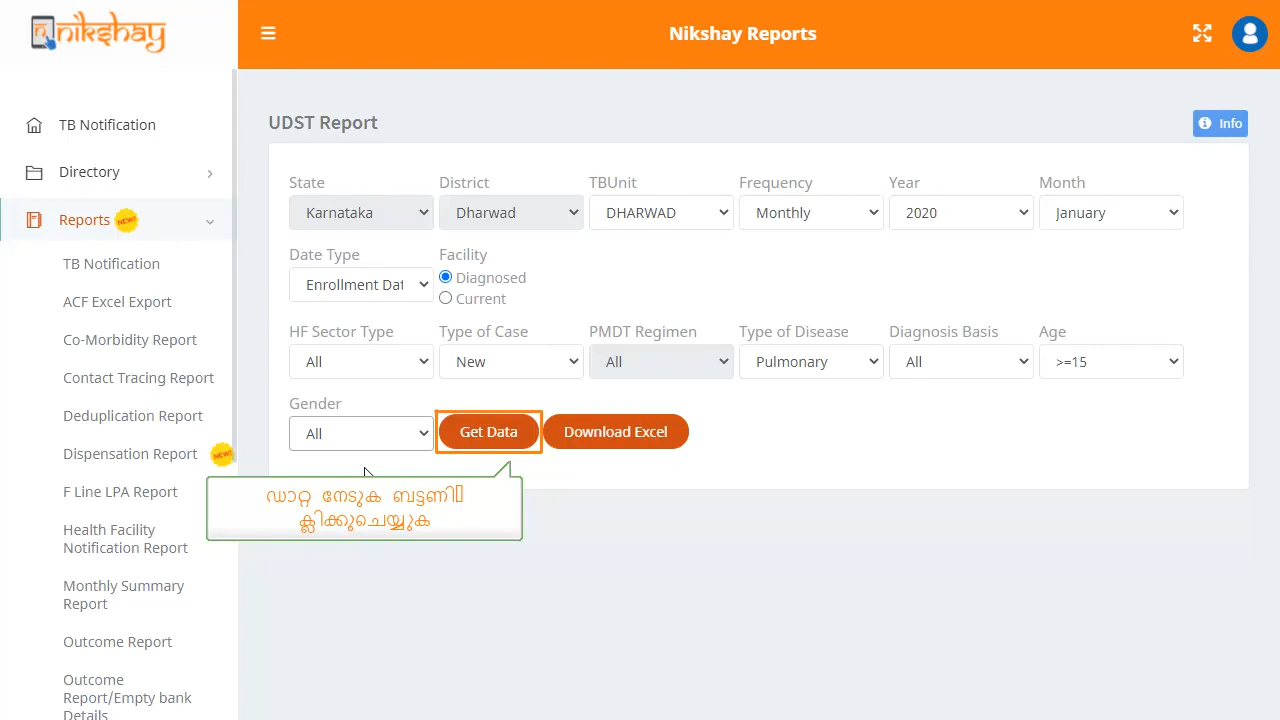 nikshay
Nikshay Reports
TB Notification
Directory
Reports NEW!
TB Notification
ACF Excel Export
Co-Morbidity Report
Contact Tracing Report
Deduplication Report
Dispensation Report NEW!
F Line LPA Report
Health Facility
Notification Report
Monthly Summary
Report
Outcome Report
Outcome
Report/Empty bank
Details
UDST Report
Info
State District TBUnit Frequency Year Month
Karnataka Dharwad DHARWAD Monthly 2020 January
Date Type Facility
Enrollment Dat Diagnosed
Current
HF Sector Type Type of Case PMDT Regimen Type of Disease Diagnosis Basis Age
All New All Pulmonary All >=15
Gender
All Get Data Download Excel
ഡാറ്റ നേടുക
ക്ലിക്കുചെയ്യുക